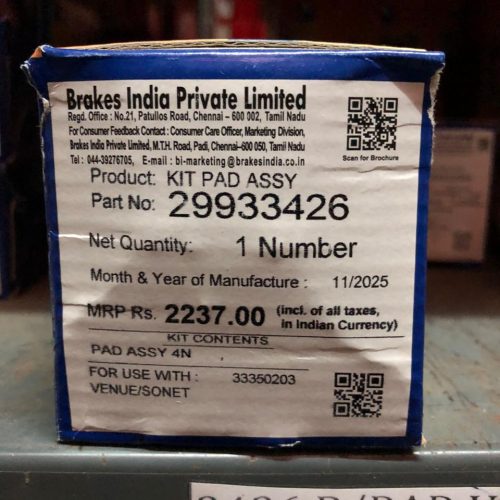 Brakes India Private Limited
Regd. Office : No.21, Patullos Road, Chennai – 600 002, Tamil Nadu
For Consumer Feedback Contact : Consumer Care Officer, Marketing Division,
Brakes India Private Limited, M.T.H. Road, Padi, Chennai–600 050, Tamil Nadu
Tel : 044-39276705, E-mail : bi-marketing@brakesindia.co.in
Scan for Brochure
Product: KIT PAD ASSY
Part No: 29933426
Net Quantity: 1 Number
Month & Year of Manufacture : 11/2025
MRP Rs. 2237.00 (incl. of all taxes, in Indian Currency)
KIT CONTENTS
PAD ASSY 4N
FOR USE WITH : 33350203
VENUE/SONET